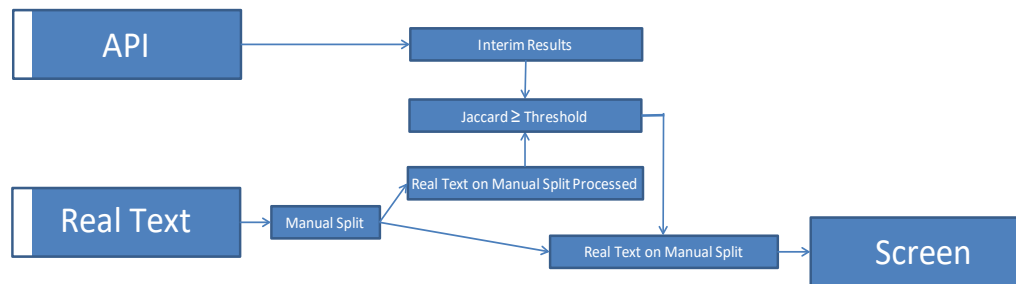 API
Interim Results
Jaccard ≥ Threshold
Real Text on Manual Split Processed
Real Text
Manual Split
Real Text on Manual Split
Screen